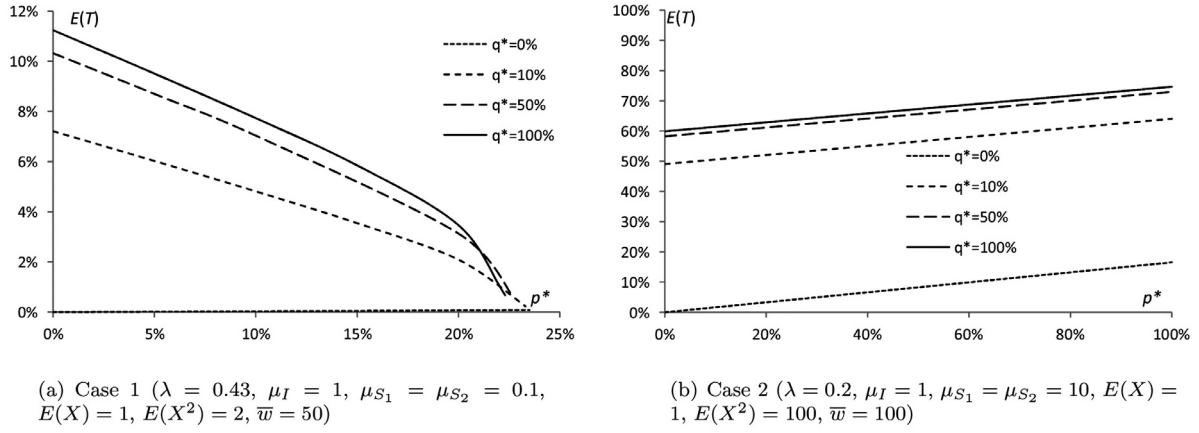 12%
E(T)
10%
8%
6%
4%
2%
0%
q*=0%
q*=10%
q*=50%
q*=100%
p*
0% 5% 10% 15% 20% 25%
(a) Case 1 (λ = 0.43, μ_I = 1, μ_{S_1} = μ_{S_2} = 0.1,
E(X) = 1, E(X²) = 2, w̅ = 50)
100%
E(T)
90%
80%
70%
60%
50%
40%
30%
20%
10%
0%
q*=0%
q*=10%
q*=50%
q*=100%
p*
0% 20% 40% 60% 80% 100%
(b) Case 2 (λ = 0.2, μ_I = 1, μ_{S_1} = μ_{S_2} = 10, E(X) =
1, E(X²) = 100, w̅ = 100)